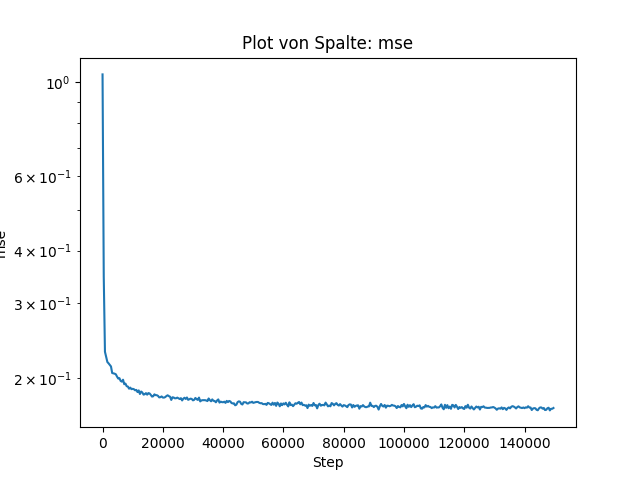 Plot von Spalte: mse
10⁰
6 × 10⁻¹
4 × 10⁻¹
3 × 10⁻¹
2 × 10⁻¹
mse
0 20000 40000 60000 80000 100000 120000 140000
Step